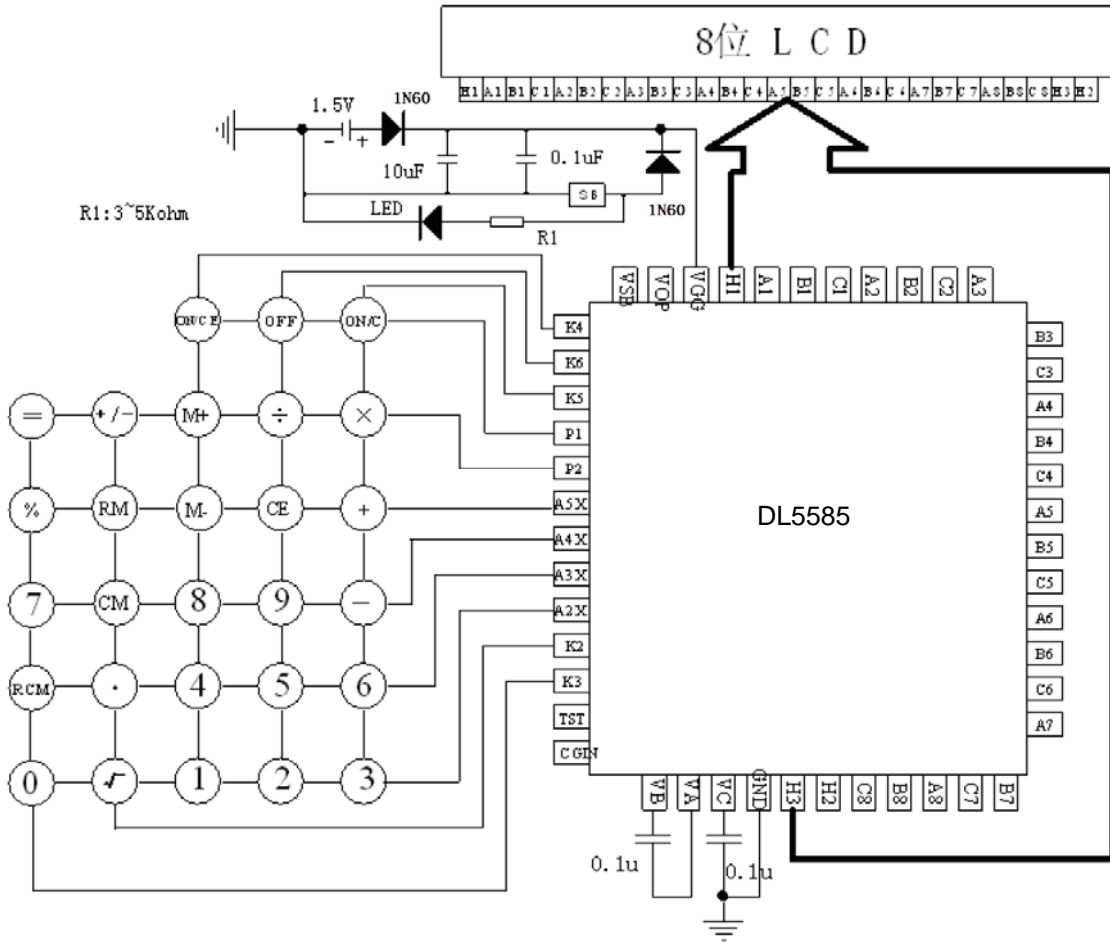 8位 L C D
H1 A1 B1 C1 A2 B2 C2 A3 B3 C3 A4 B4 C4 A5 B5 C5 A6 B6 C6 A7 B7 C7 A8 B8 C8 H3 H2
1.5V 1N60
- +
10uF 0.1uF
SB
LED 1N60
R1:3~5Kohm
R1
VSB VOP VGG H1 A1 B1 C1 A2 B2 C2 A3
ON/CE OFF ON/C
K4
K6
K5
P1
P2
A5X
A4X
A3X
A2X
K2
K3
TST
CGIN
= +/- M+ ÷ ×
% RM M- CE +
7 CM 8 9 −
RCM · 4 5 6
0 √ 1 2 3
DL5585
B3
C3
A4
B4
C4
A5
B5
C5
A6
B6
C6
A7
VB VA VC GND H3 H2 C8 B8 A8 C7 B7
0.1u 0.1u